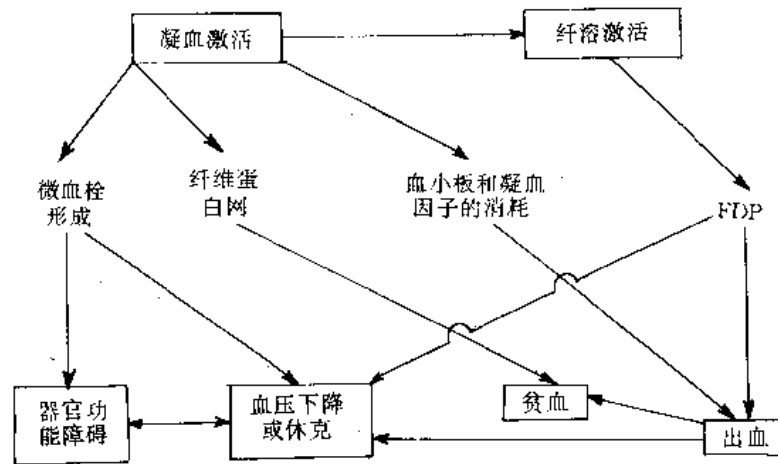 凝血激活
纤溶激活
微血栓
形成
纤维蛋
白网
血小板和凝血
因子的消耗
FDP
器官功
能障碍
血压下降
或休克
贫血
出血